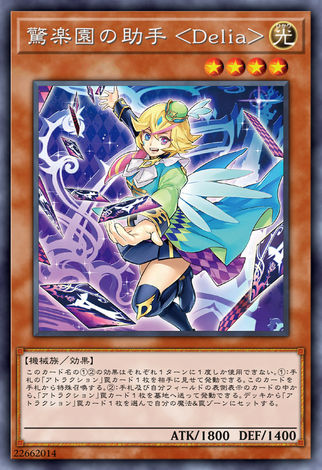 驚楽園の助手 <Delia>
光
【機械族／効果】
このカード名の①②の効果はそれぞれ1ターンに1度しか使用できない。①:手
札の「アトラクション」罠カード1枚を相手に見せて発動できる。このカードを
手札から特殊召喚する。②:手札及び自分フィールドの表側表示のカードの中か
ら、「アトラクション」罠カード1枚を墓地へ送って発動できる。デッキから「ア
トラクション」罠カード1枚を選んで自分の魔法&罠ゾーンにセットする。
ATK/1800 DEF/1400
22662014